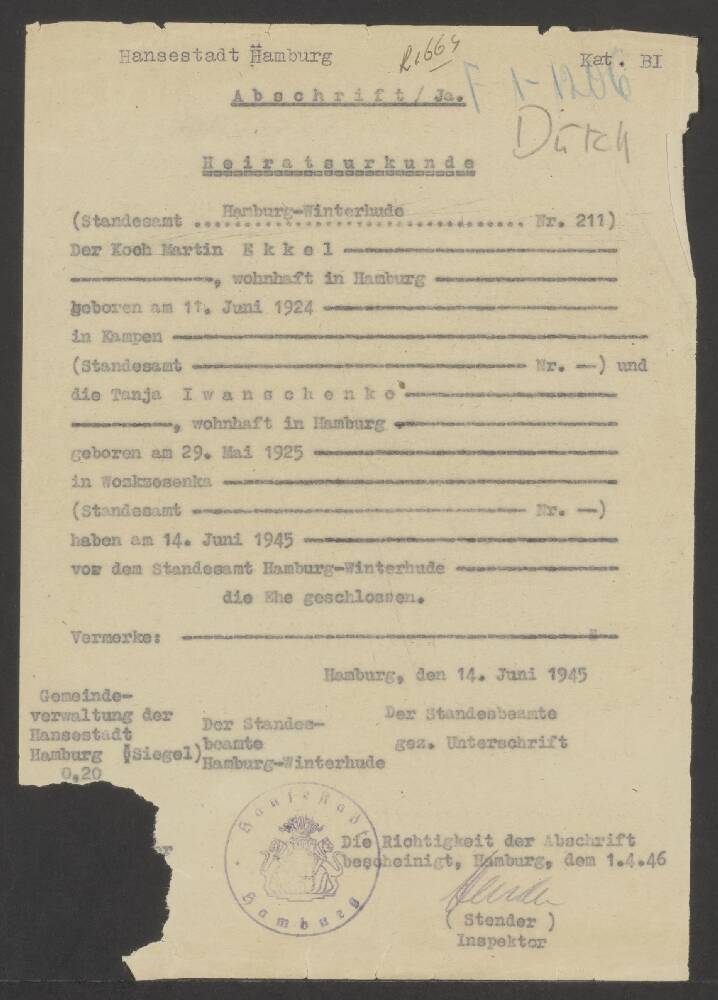 Hansestadt Hamburg
Kat. BI
Abschrift/Ja.
Dutch
Heiratsurkunde
(Standesamt Hamburg-Winterhude Nr. 211)
Der Koch Martin Ekkel
, wohnhaft in Hamburg
geboren am 11. Juni 1924
in Kampen
(Standesamt — Nr. —) und
die Tanja Iwanschenko
, wohnhaft in Hamburg
geboren am 29. Mai 1925
in Woskzosenka
(Standesamt — Nr. —)
haben am 14. Juni 1945
vor dem Standesamt Hamburg-Winterhude
die Ehe geschlossen.
Vermerke:
Hamburg, den 14. Juni 1945
Gemeinde-
verwaltung der
Hansestadt
Hamburg (Siegel)
0,20
Der Standes-
beamte
Hamburg-Winterhude
Der Standesbeamte
gez. Unterschrift
Hansestadt
Hamburg
Die Richtigkeit der Abschrift
bescheinigt, Hamburg, dem 1.4.46
Stender
( Stender )
Inspektor